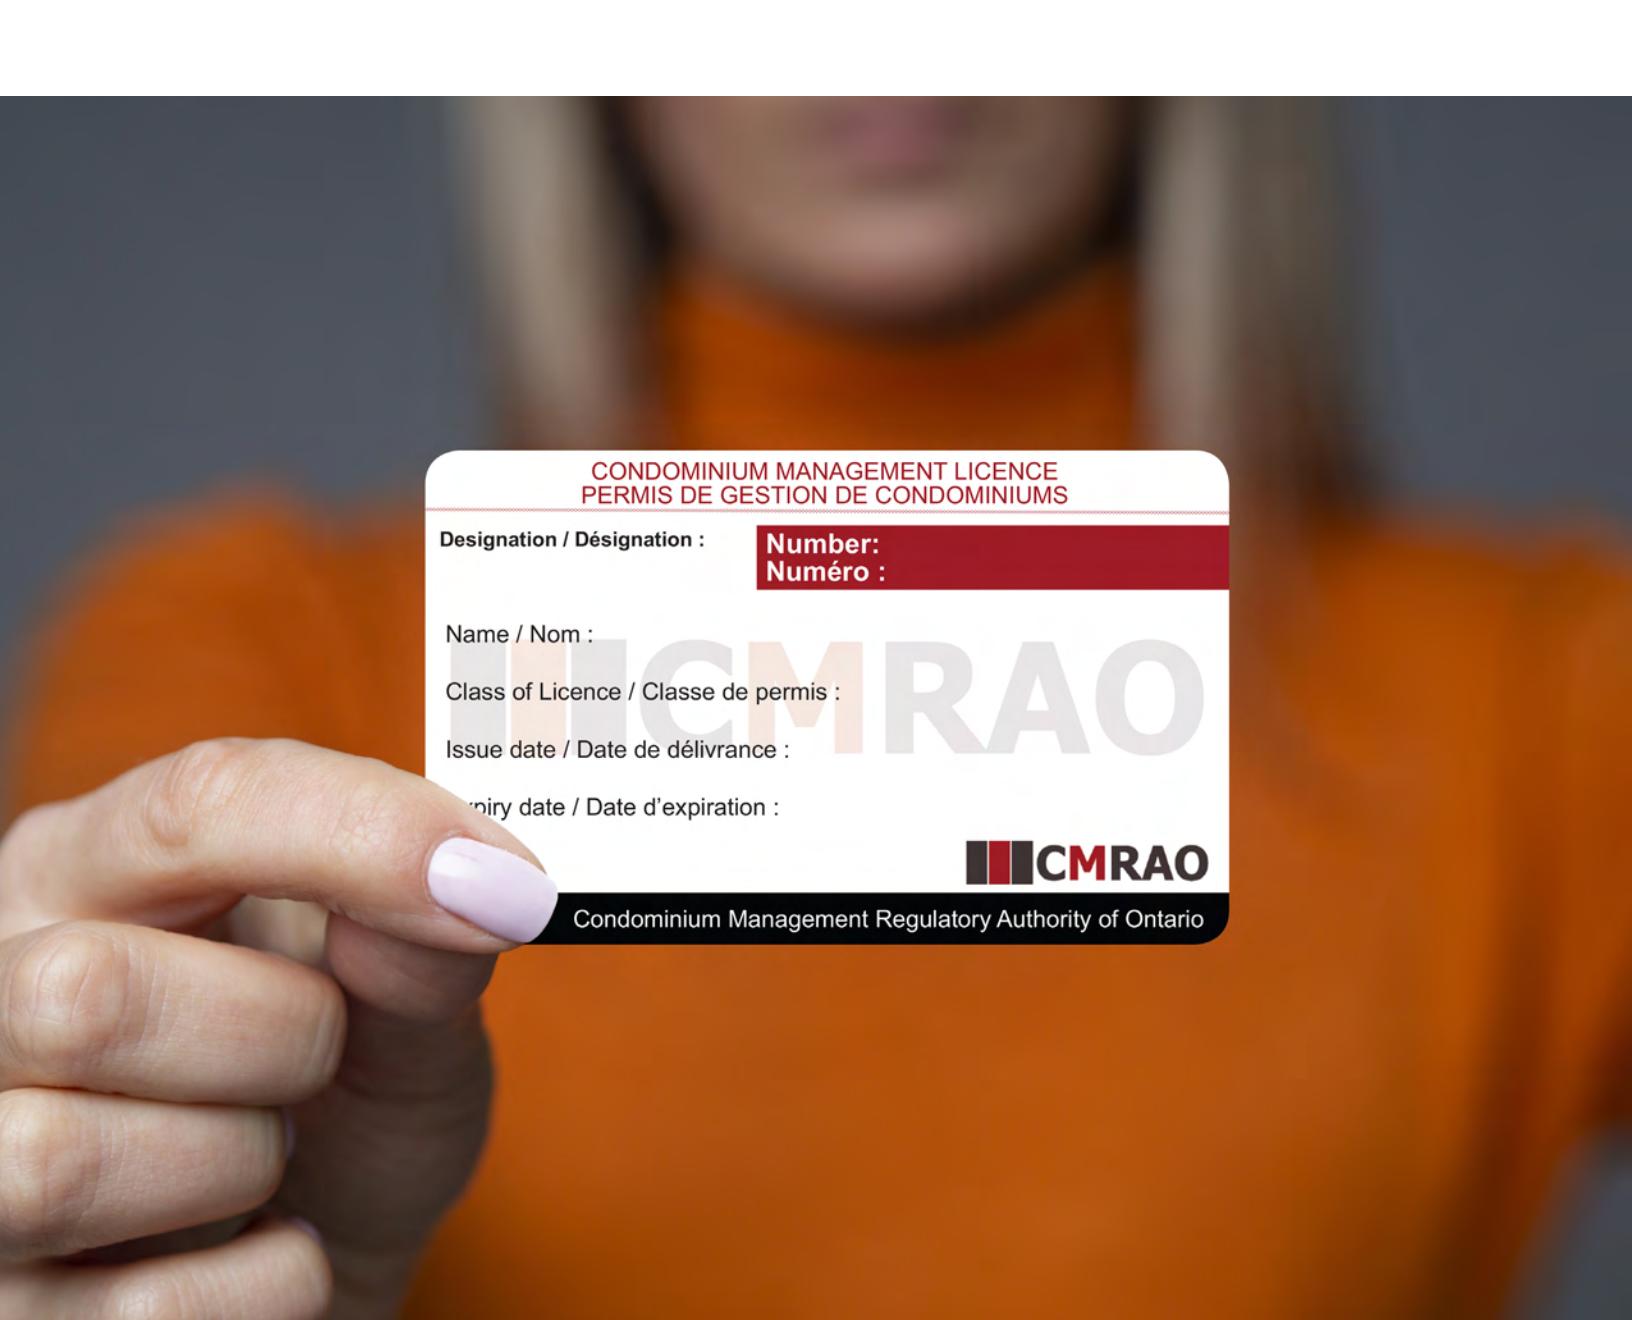 CONDOMINIUM MANAGEMENT LICENCE
PERMIS DE GESTION DE CONDOMINIUMS
Designation / Désignation :
Number:
Numéro :
Name / Nom :
CMRAO
Class of Licence / Classe de permis :
Issue date / Date de délivrance :
date / Date d’expiration :
CMRAO
Condominium Management Regulatory Authority of Ontario